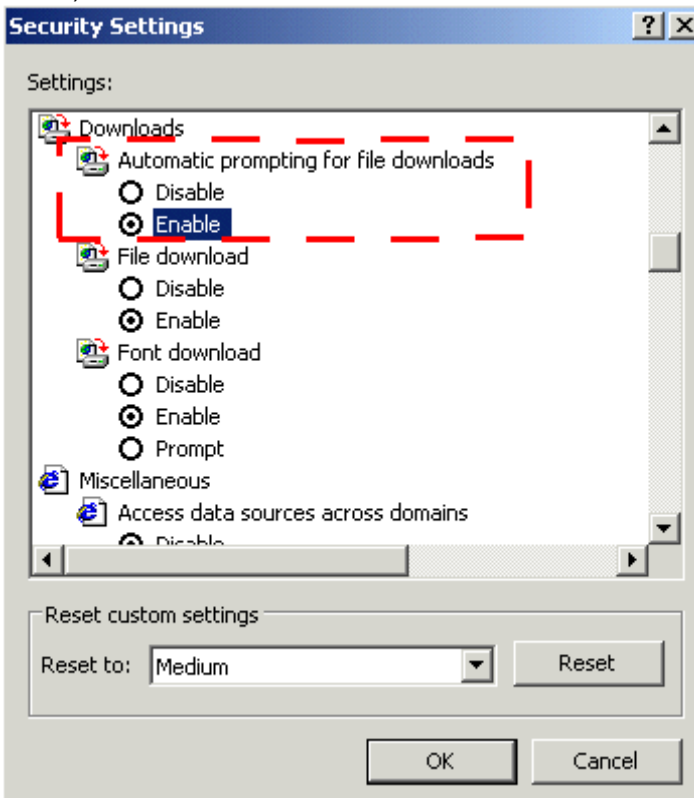 Security Settings
Settings:
Downloads
Automatic prompting for file downloads
Disable
Enable
File download
Disable
Enable
Font download
Disable
Enable
Prompt
Miscellaneous
Access data sources across domains
Disable
Reset custom settings
Reset to: Medium Reset
OK Cancel